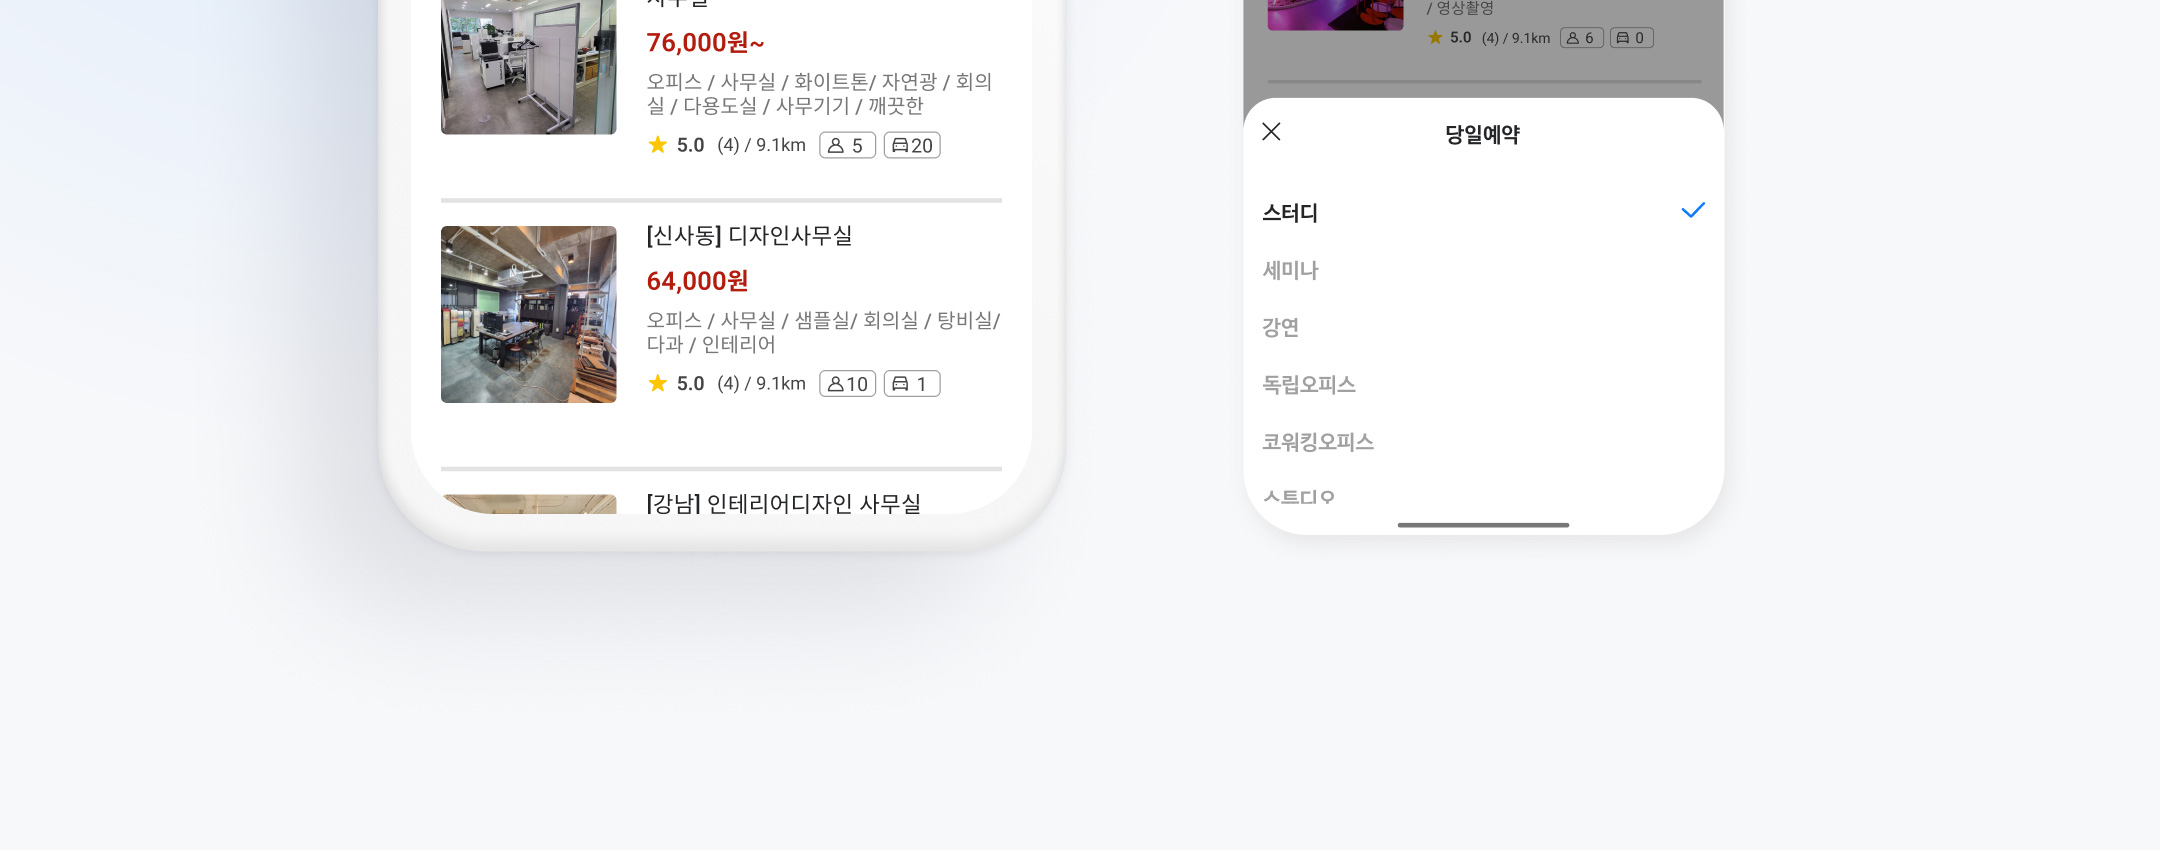 76,000원~
오피스 / 사무실 / 화이트톤/ 자연광 / 회의
실 / 다용도실 / 사무기기 / 깨끗한
5.0 (4) / 9.1km 5 20
[신사동] 디자인사무실
64,000원
오피스 / 사무실 / 샘플실/ 회의실 / 탕비실/
다과 / 인테리어
5.0 (4) / 9.1km 10 1
[강남] 인테리어디자인 사무실
/ 영상촬영
5.0 (4) / 9.1km 6 0
당일예약
스터디
세미나
강연
독립오피스
코워킹오피스